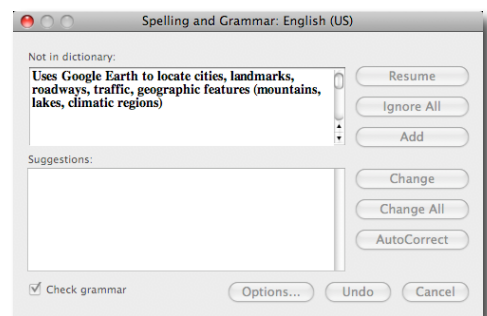 Spelling and Grammar: English (US)
Not in dictionary:
Uses Google Earth to locate cities, landmarks,
roadways, traffic, geographic features (mountains,
lakes, climatic regions)
Resume
Ignore All
Add
Suggestions:
Change
Change All
AutoCorrect
Check grammar
Options...
Undo
Cancel